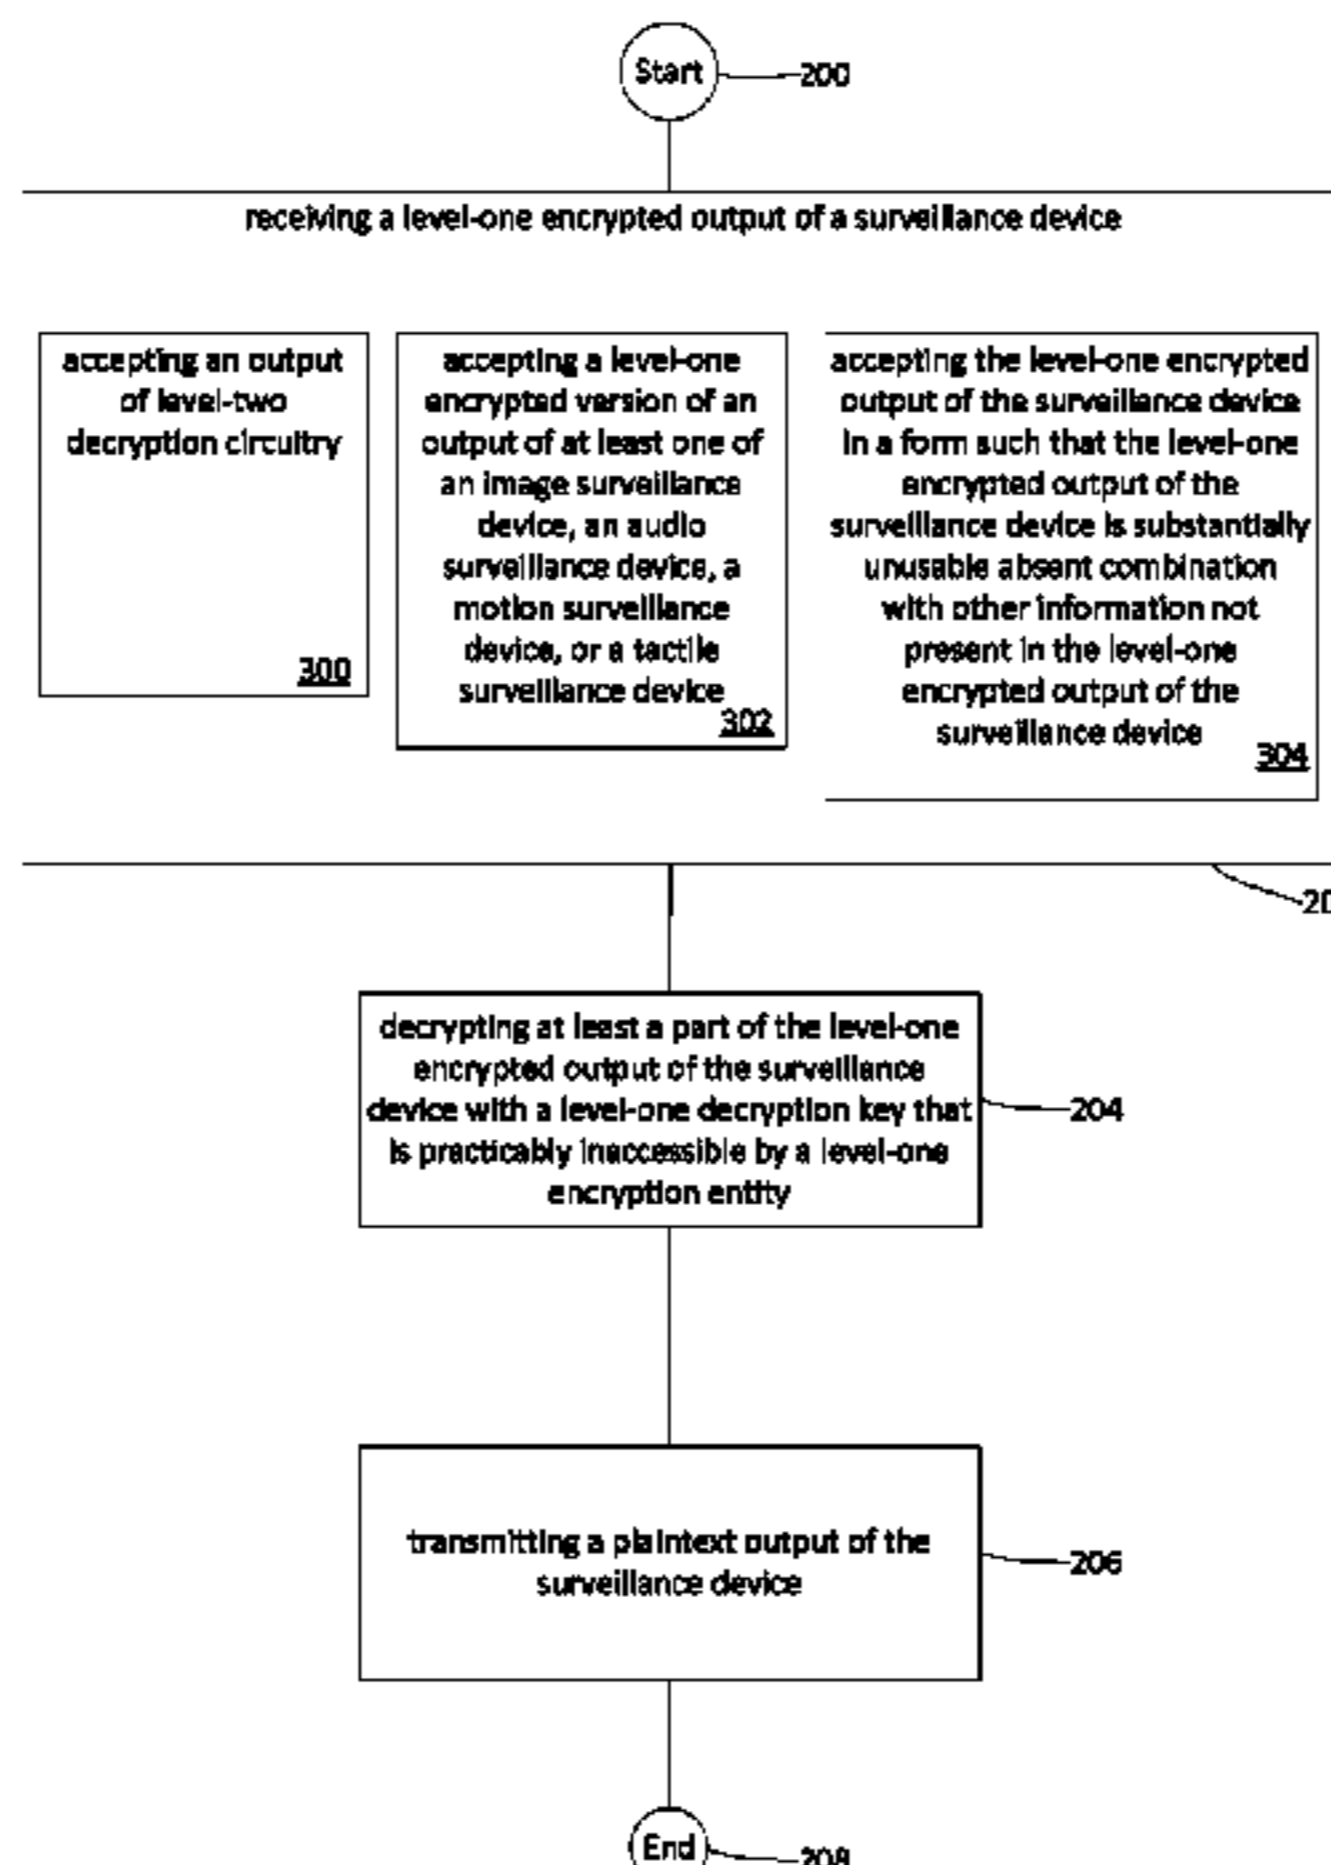 Start
200
receiving a level-one encrypted output of a surveillance device
accepting an output
of level-two
decryption circuitry
300
accepting a level-one
encrypted version of an
output of at least one of
an image surveillance
device, an audio
surveillance device, a
motion surveillance
device, or a tactile
surveillance device
302
accepting the level-one encrypted
output of the surveillance device
in a form such that the level-one
encrypted output of the
surveillance device is substantially
unusable absent combination
with other information not
present in the level-one
encrypted output of the
surveillance device
304
decrypting at least a part of the level-one
encrypted output of the surveillance
device with a level-one decryption key that
is practicably inaccessible by a level-one
encryption entity
204
transmitting a plaintext output of the
surveillance device
206
End
208